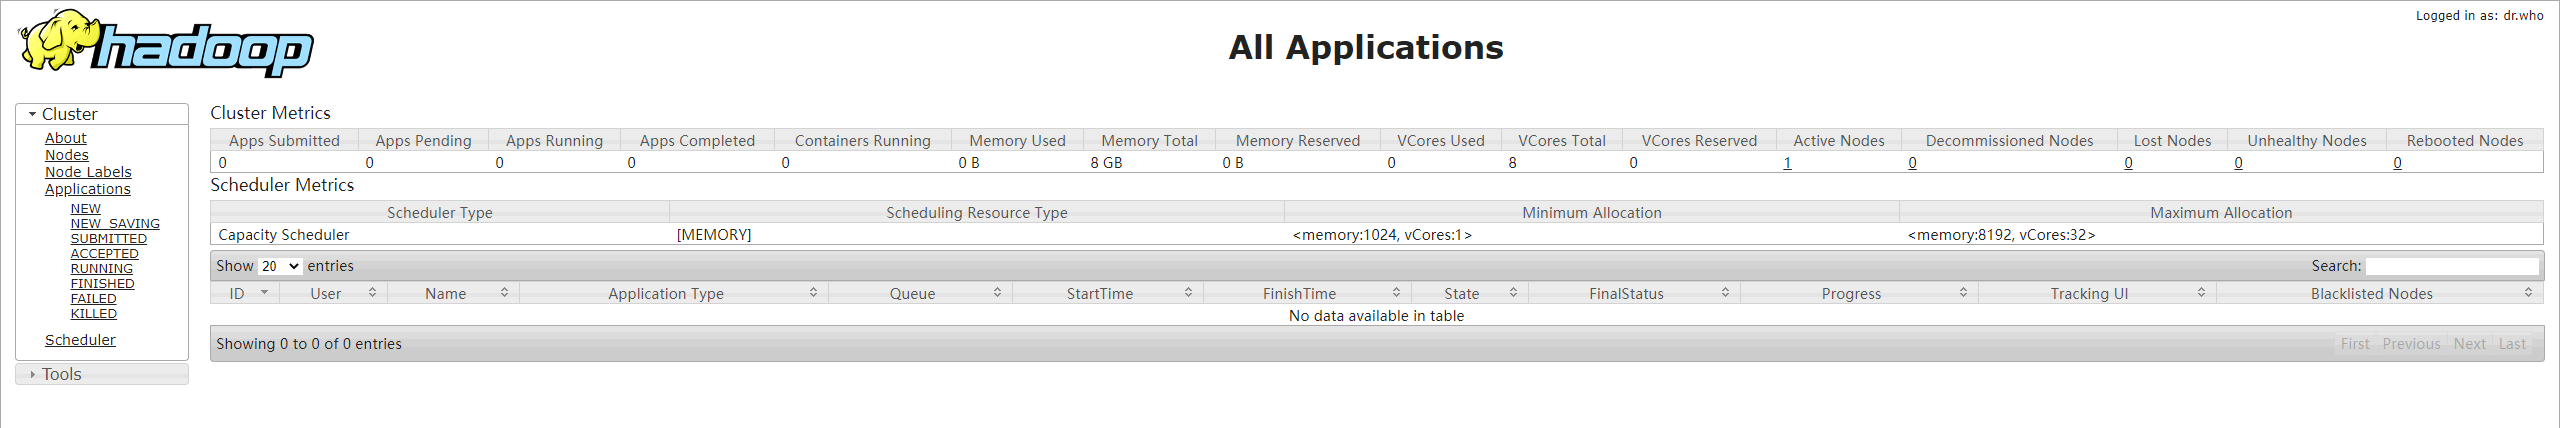 Logged in as: dr.who
hadoop
All Applications
Cluster
About
Nodes
Node Labels
Applications
NEW
NEW_SAVING
SUBMITTED
ACCEPTED
RUNNING
FINISHED
FAILED
KILLED
Scheduler
Tools
Cluster Metrics
Apps Submitted Apps Pending Apps Running Apps Completed Containers Running Memory Used Memory Total Memory Reserved VCores Used VCores Total VCores Reserved Active Nodes Decommissioned Nodes Lost Nodes Unhealthy Nodes Rebooted Nodes
0 0 0 0 0 0 B 8 GB 0 B 0 8 0 1 0 0 0 0
Scheduler Metrics
Scheduler Type Scheduling Resource Type Minimum Allocation Maximum Allocation
Capacity Scheduler [MEMORY] <memory:1024, vCores:1> <memory:8192, vCores:32>
Show 20 entries Search:
ID User Name Application Type Queue StartTime FinishTime State FinalStatus Progress Tracking UI Blacklisted Nodes
No data available in table
Showing 0 to 0 of 0 entries First Previous Next Last